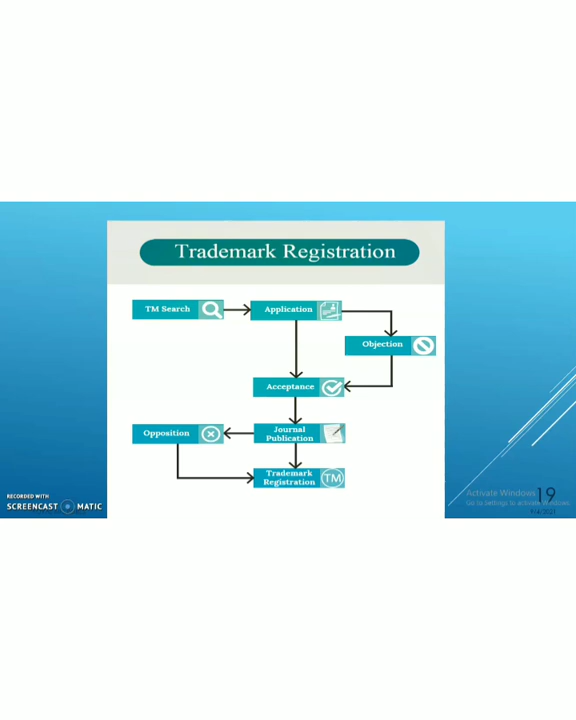 Trademark Registration
TM Search
Application
Objection
Acceptance
Opposition
Journal
Publication
Trademark
Registration
TM
RECORDED WITH
SCREENCAST MATIC
Activate Windows
19
Go to Settings to activate Windows.